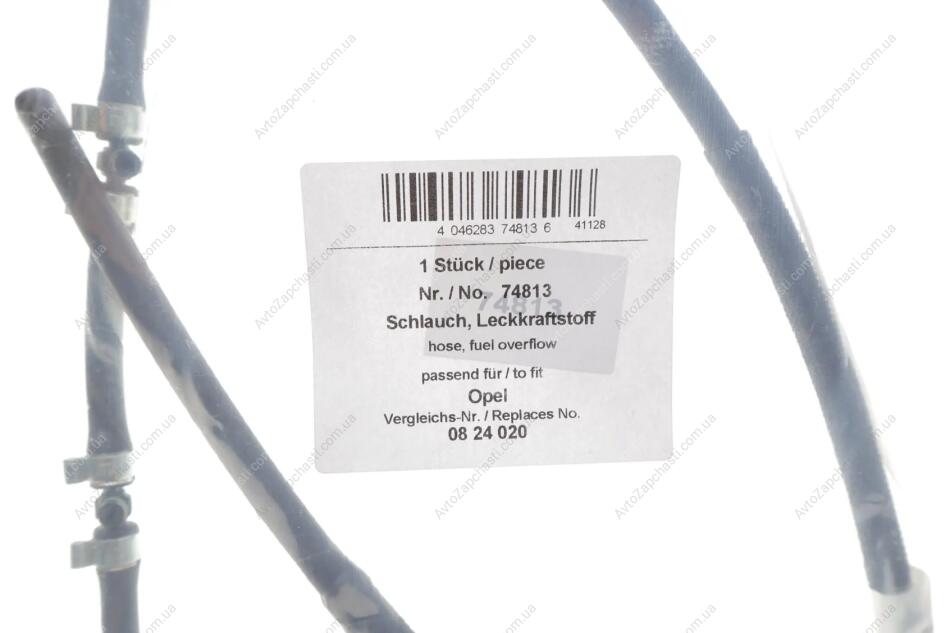 4 046283 74813 6 41128
1 Stück / piece
Nr. / No. 74813
74813
Schlauch, Leckkraftstoff
hose, fuel overflow
passend für / to fit
Opel
Vergleichs-Nr. / Replaces No.
08 24 020
AvtoZapchasti.com.ua